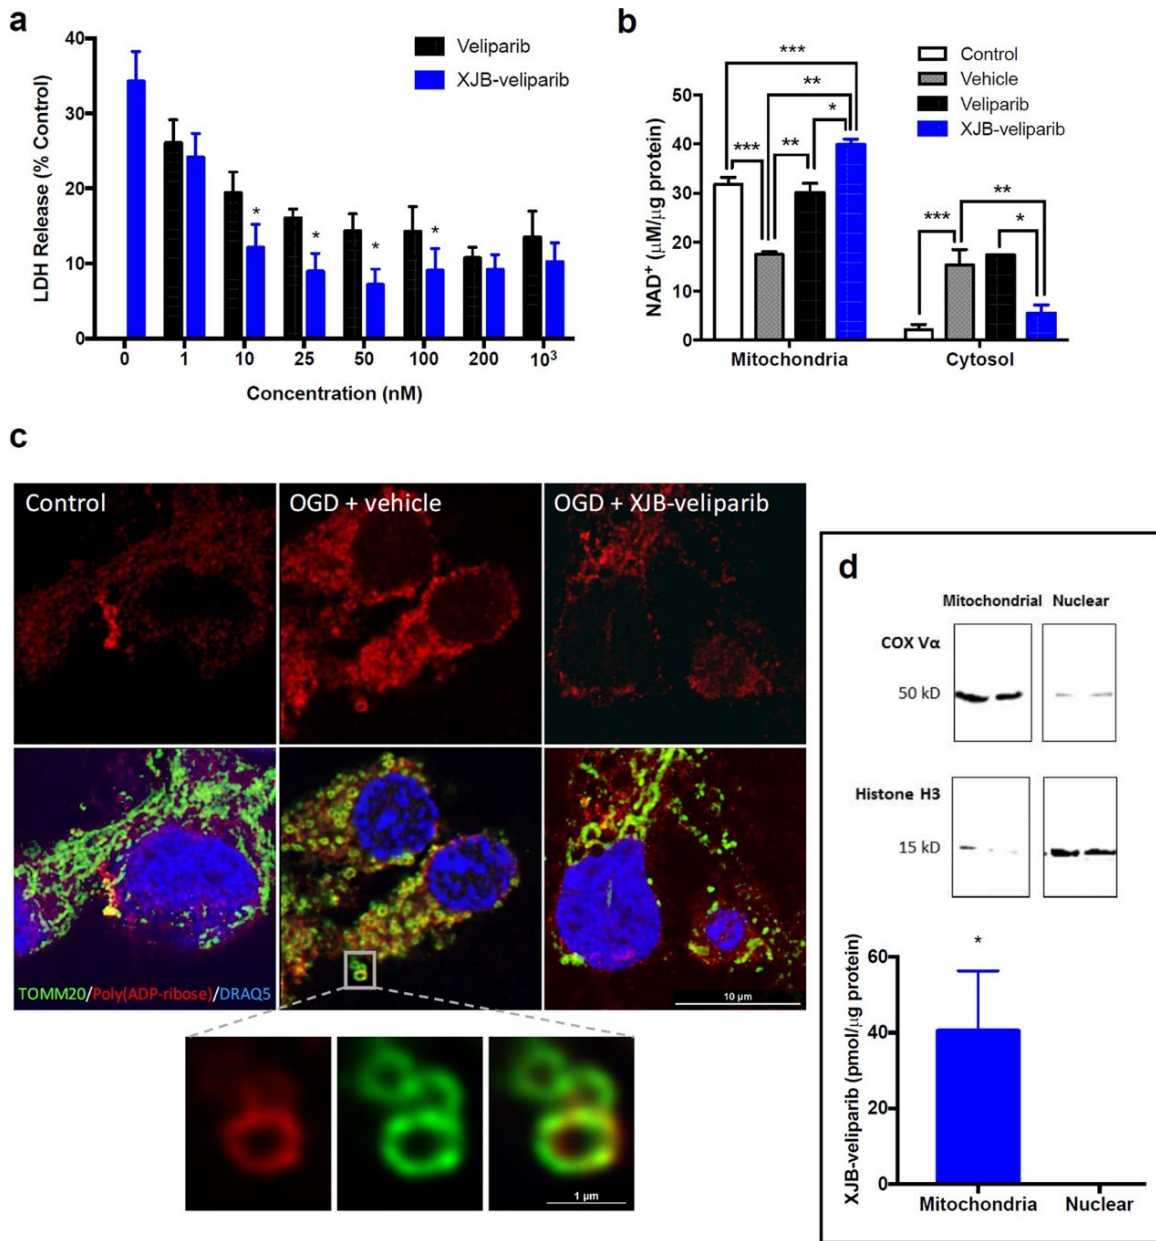 a
40
30
20
10
0
LDH Release (% Control)
Veliparib
XJB-veliparib
* * * *
0 1 10 25 50 100 200 10³
Concentration (nM)
b
Control
Vehicle
Veliparib
XJB-veliparib
50
40
30
20
10
0
NAD⁺ (μM/μg protein)
***
**
*
*** **
**
*** *
Mitochondria Cytosol
c
Control OGD + vehicle OGD + XJB-veliparib
TOMM20/Poly(ADP-ribose)/DRAQ5
10 μm
1 μm
d
Mitochondrial Nuclear
COX Vα
50 kD
Histone H3
15 kD
*
60
40
20
0
XJB-veliparib (pmol/μg protein)
Mitochondria Nuclear